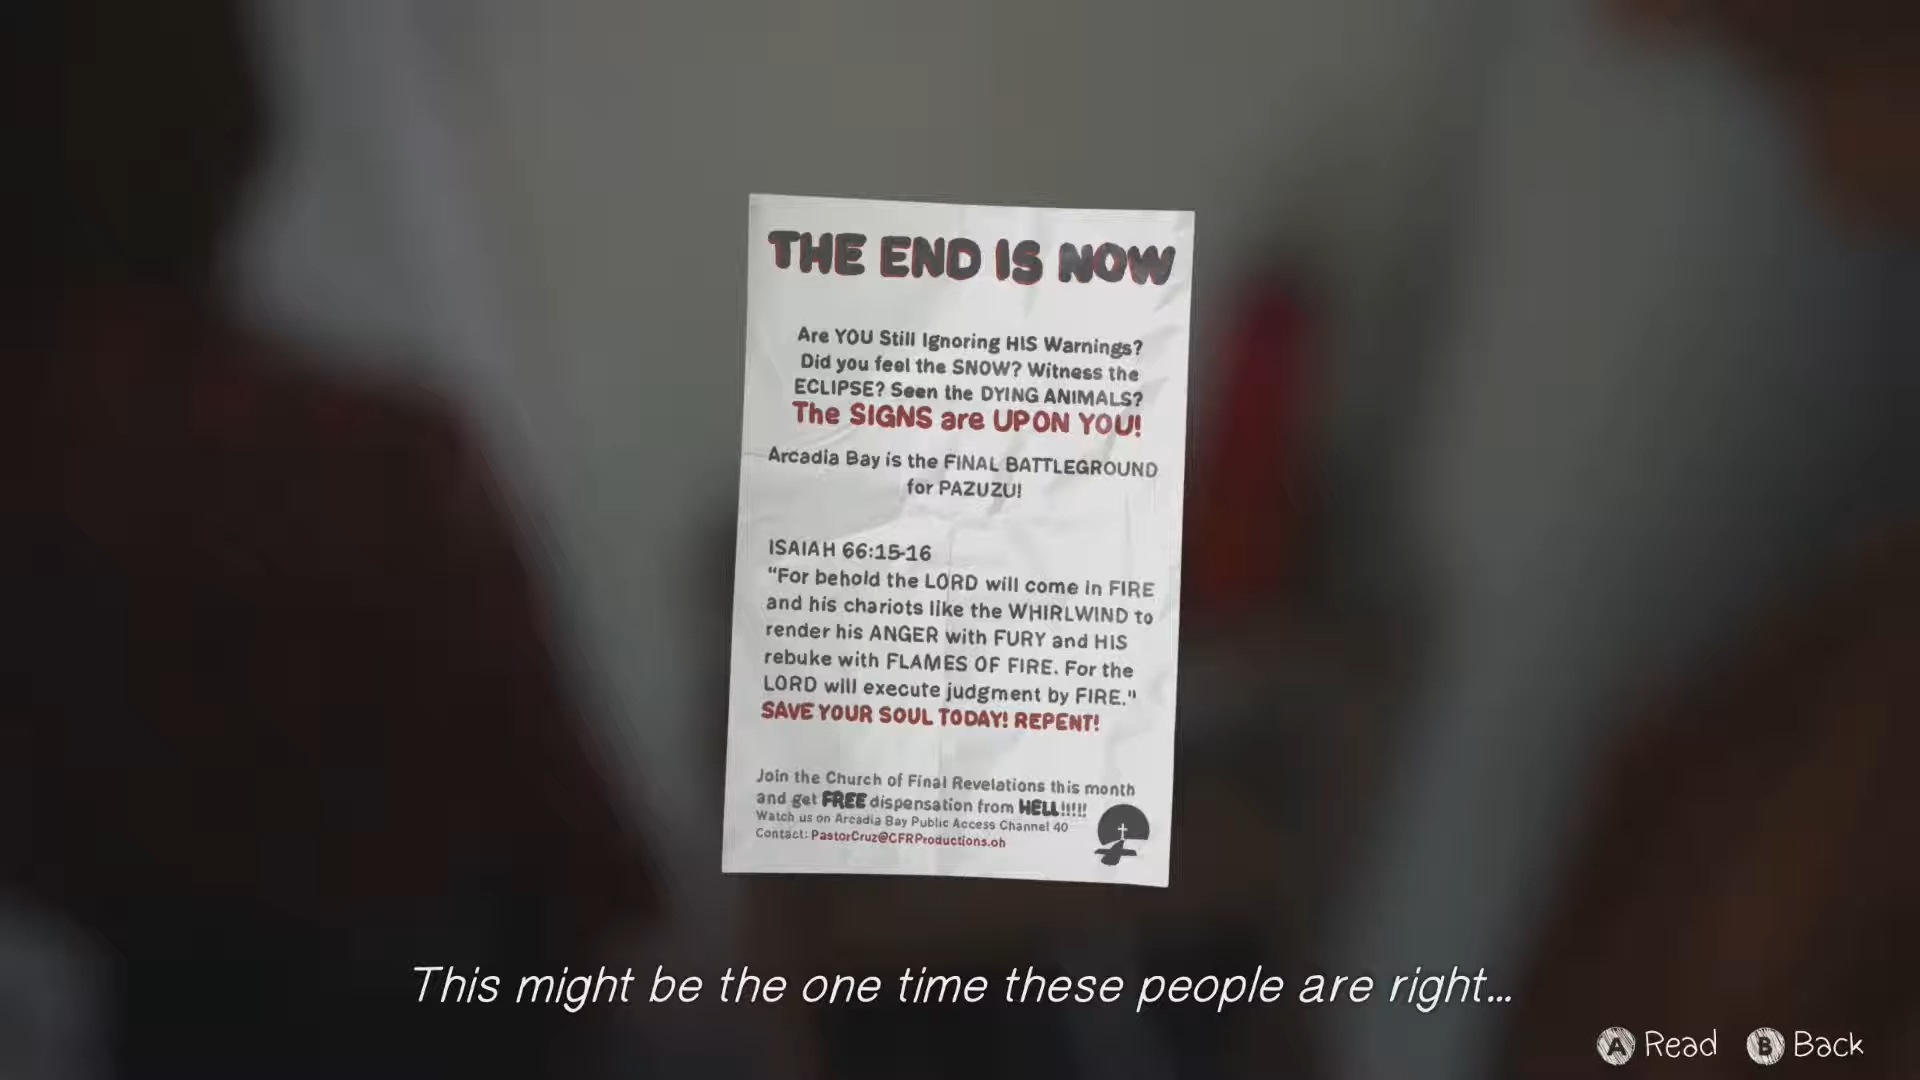 THE END IS NOW
Are YOU Still Ignoring HIS Warnings?
Did you feel the SNOW? Witness the
ECLIPSE? Seen the DYING ANIMALS?
The SIGNS are UPON YOU!
Arcadia Bay is the FINAL BATTLEGROUND
for PAZUZU!
ISAIAH 66:15-16
"For behold the LORD will come in FIRE
and his chariots like the WHIRLWIND to
render his ANGER with FURY and HIS
rebuke with FLAMES OF FIRE. For the
LORD will execute judgment by FIRE."
SAVE YOUR SOUL TODAY! REPENT!
Join the Church of Final Revelations this month
and get FREE dispensation from HELL!!!!!
Watch us on Arcadia Bay Public Access Channel 40
Contact: PastorCruz@CFRProductions.oh
This might be the one time these people are right...
A Read B Back